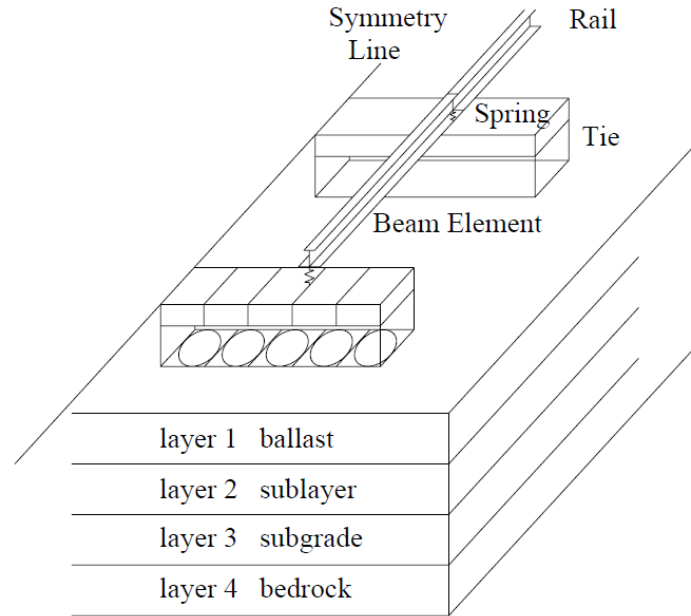 Symmetry
Line
Rail
Spring
Tie
Beam Element
layer 1 ballast
layer 2 sublayer
layer 3 subgrade
layer 4 bedrock